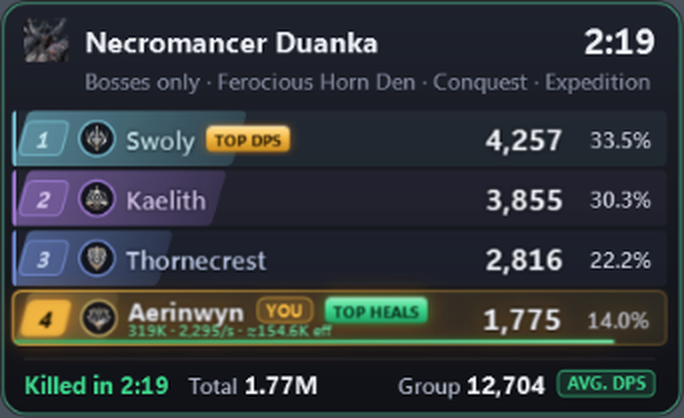 Necromancer Duanka 2:19
Bosses only · Ferocious Horn Den · Conquest · Expedition
1 Swoly TOP DPS 4,257 33.5%
2 Kaelith 3,855 30.3%
3 Thornecrest 2,816 22.2%
4 Aerinwyn YOU TOP HEALS 1,775 14.0%
319K · 2,295/s · ≈154.6K eff
Killed in 2:19 Total 1.77M Group 12,704 AVG. DPS